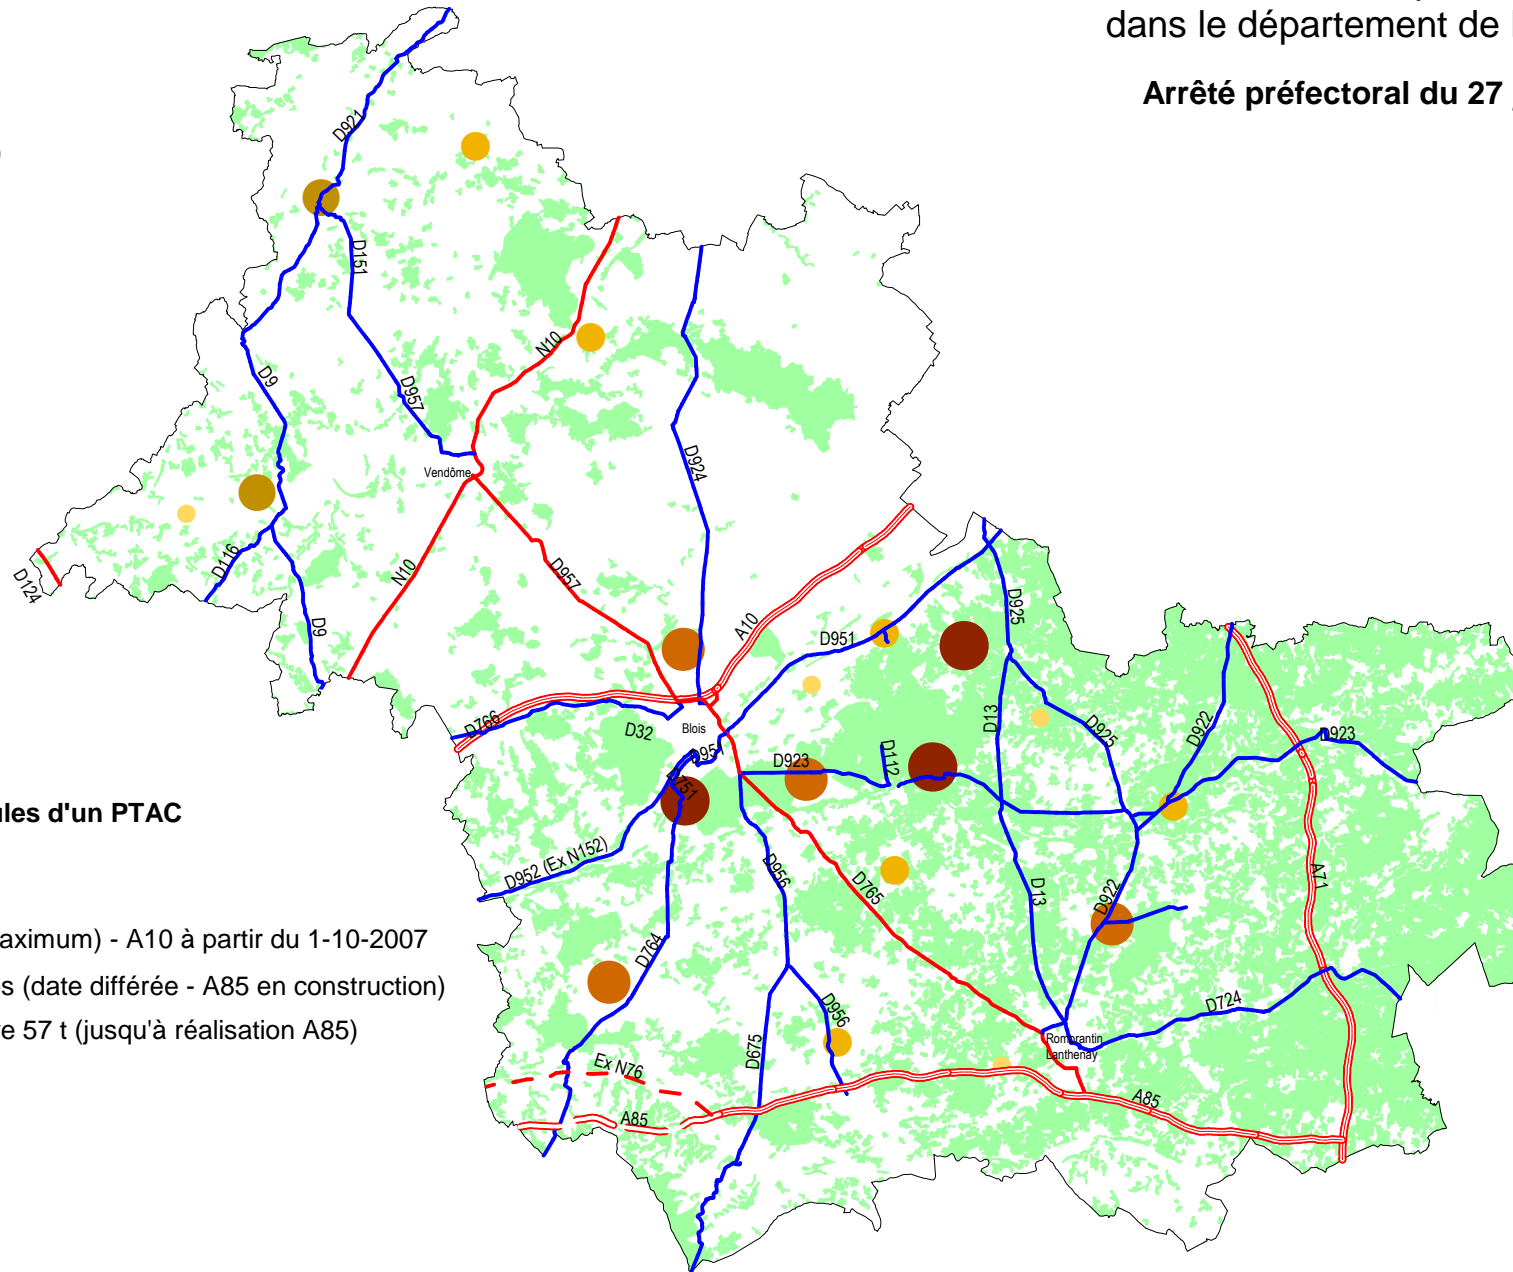 dans le département de
Arrêté préfectoral du 27
D921
D151
N10
D9
D957
D924
Vendôme
D116
D124
N10
D9
D957
A10
D951
D925
D766
D32
Blois
D951
D923
D112
D13
D925
D922
D923
D751
ules d'un PTAC
D952 (Ex N152)
D956
D765
D13
D922
A71
aximum) - A10 à partir du 1-10-2007
D764
es (date différée - A85 en construction)
D956
D724
e 57 t (jusqu'à réalisation A85)
D675
Romorantin
Lanthenay
Ex N76
A85
A85